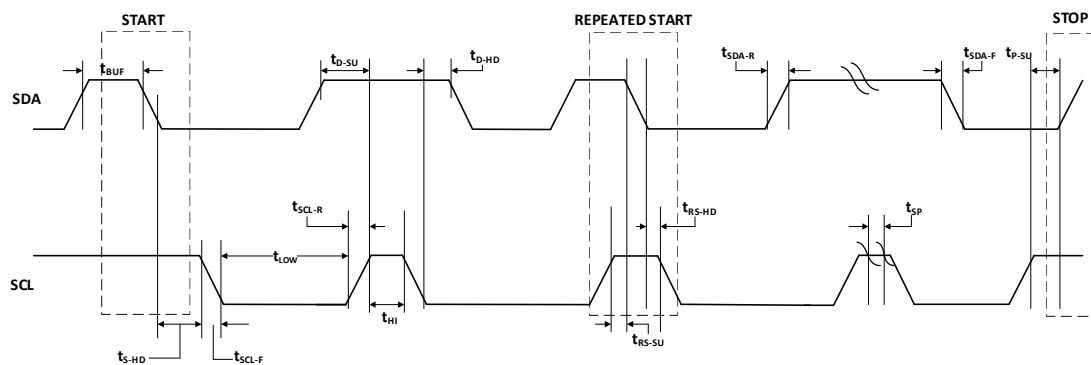 START
REPEATED START
STOP
tBUF
tD-SU
tD-HD
tSDA-R
tSDA-F
tP-SU
SDA
tSCL-R
tLOW
tRS-HD
tSP
SCL
tHI
tS-HD
tSCL-F
tRS-SU